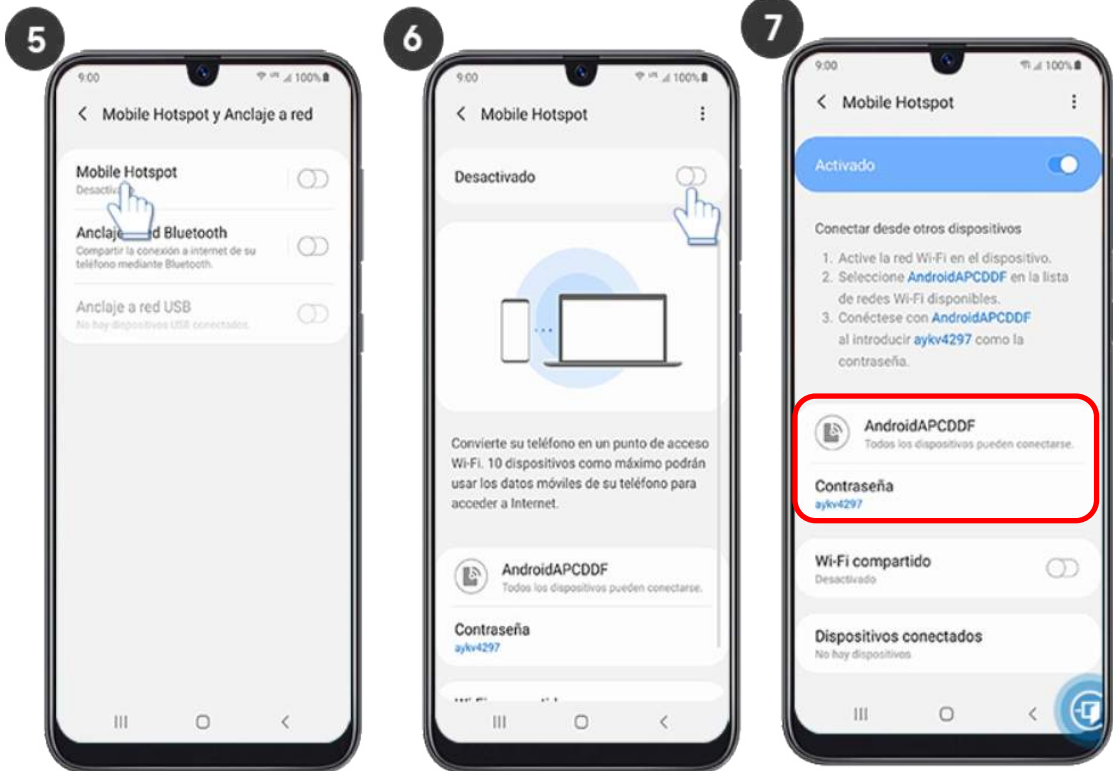 5
9:00
100%
Mobile Hotspot y Anclaje a red
Mobile Hotspot
Anclaje
d Bluetooth
Compartir la conexión a internet de su
teléfono mediante Bluetooth.
Anclaje a red USB
No hay dispositivos USB conectados.
6
9:00
100%
Mobile Hotspot
Desactivado
Convierte su teléfono en un punto de acceso
Wi-Fi. 10 dispositivos como máximo podrán
usar los datos móviles de su teléfono para
acceder a Internet.
AndroidAPCDDF
Todos los dispositivos pueden conectarse.
Contraseña
aykv4297
7
9:00
100%
Mobile Hotspot
Activado
Conectar desde otros dispositivos
1. Active la red Wi-Fi en el dispositivo.
2. Seleccione AndroidAPCDDF en la lista
de redes Wi-Fi disponibles.
3. Conéctese con AndroidAPCDDF
al introducir aykv4297 como la
contraseña.
AndroidAPCDDF
Todos los dispositivos pueden conectarse.
Contraseña
aykv4297
Wi-Fi compartido
Desactivado
Dispositivos conectados
No hay dispositivos